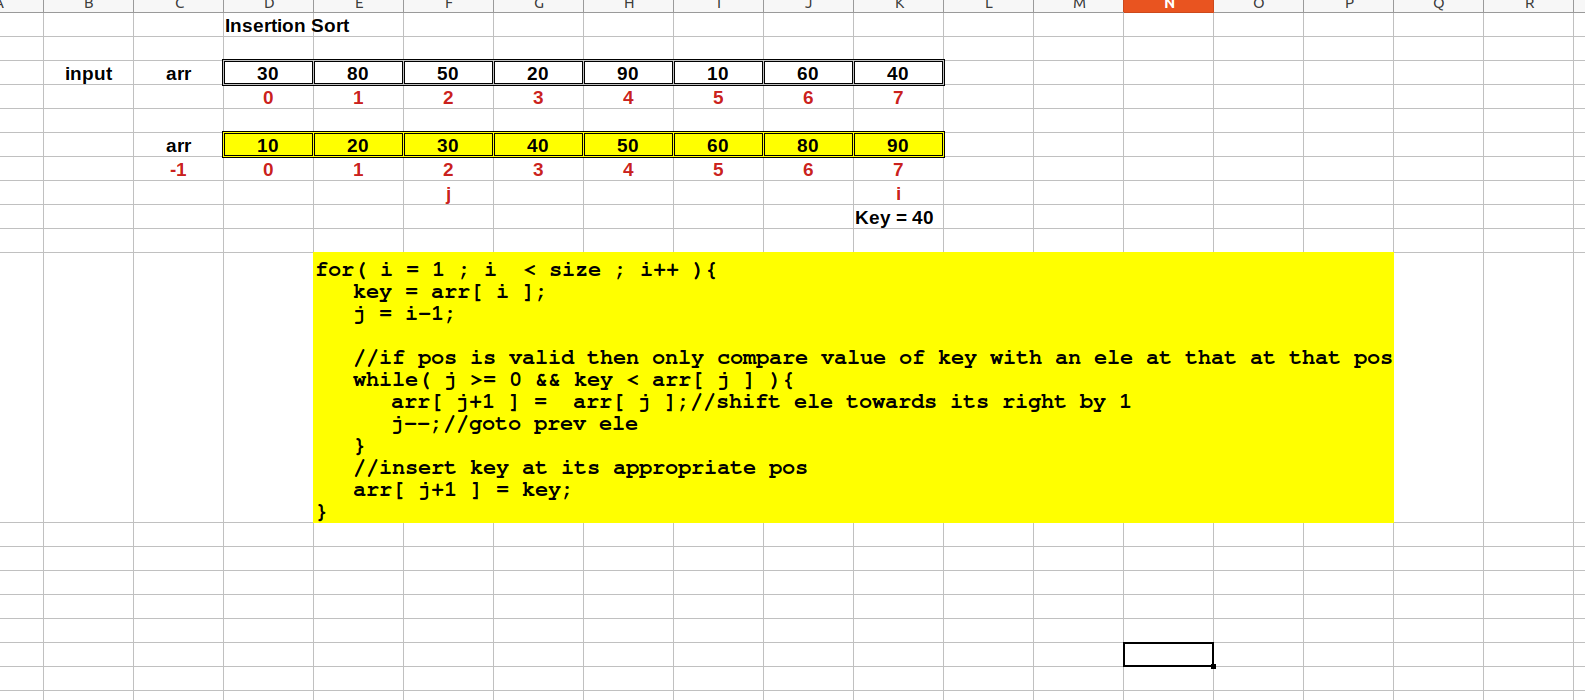 A B C D E F G H I J K L M N O P Q R
Insertion Sort
input arr 30 80 50 20 90 10 60 40
0 1 2 3 4 5 6 7
arr 10 20 30 40 50 60 80 90
-1 0 1 2 3 4 5 6 7
j i
Key = 40
for( i = 1 ; i  < size ; i++ ){
   key = arr[ i ];
   j = i-1;
   //if pos is valid then only compare value of key with an ele at that at that pos
   while( j >= 0 && key < arr[ j ] ){
      arr[ j+1 ] =  arr[ j ];//shift ele towards its right by 1
      j--;//goto prev ele
   }
   //insert key at its appropriate pos
   arr[ j+1 ] = key;
}